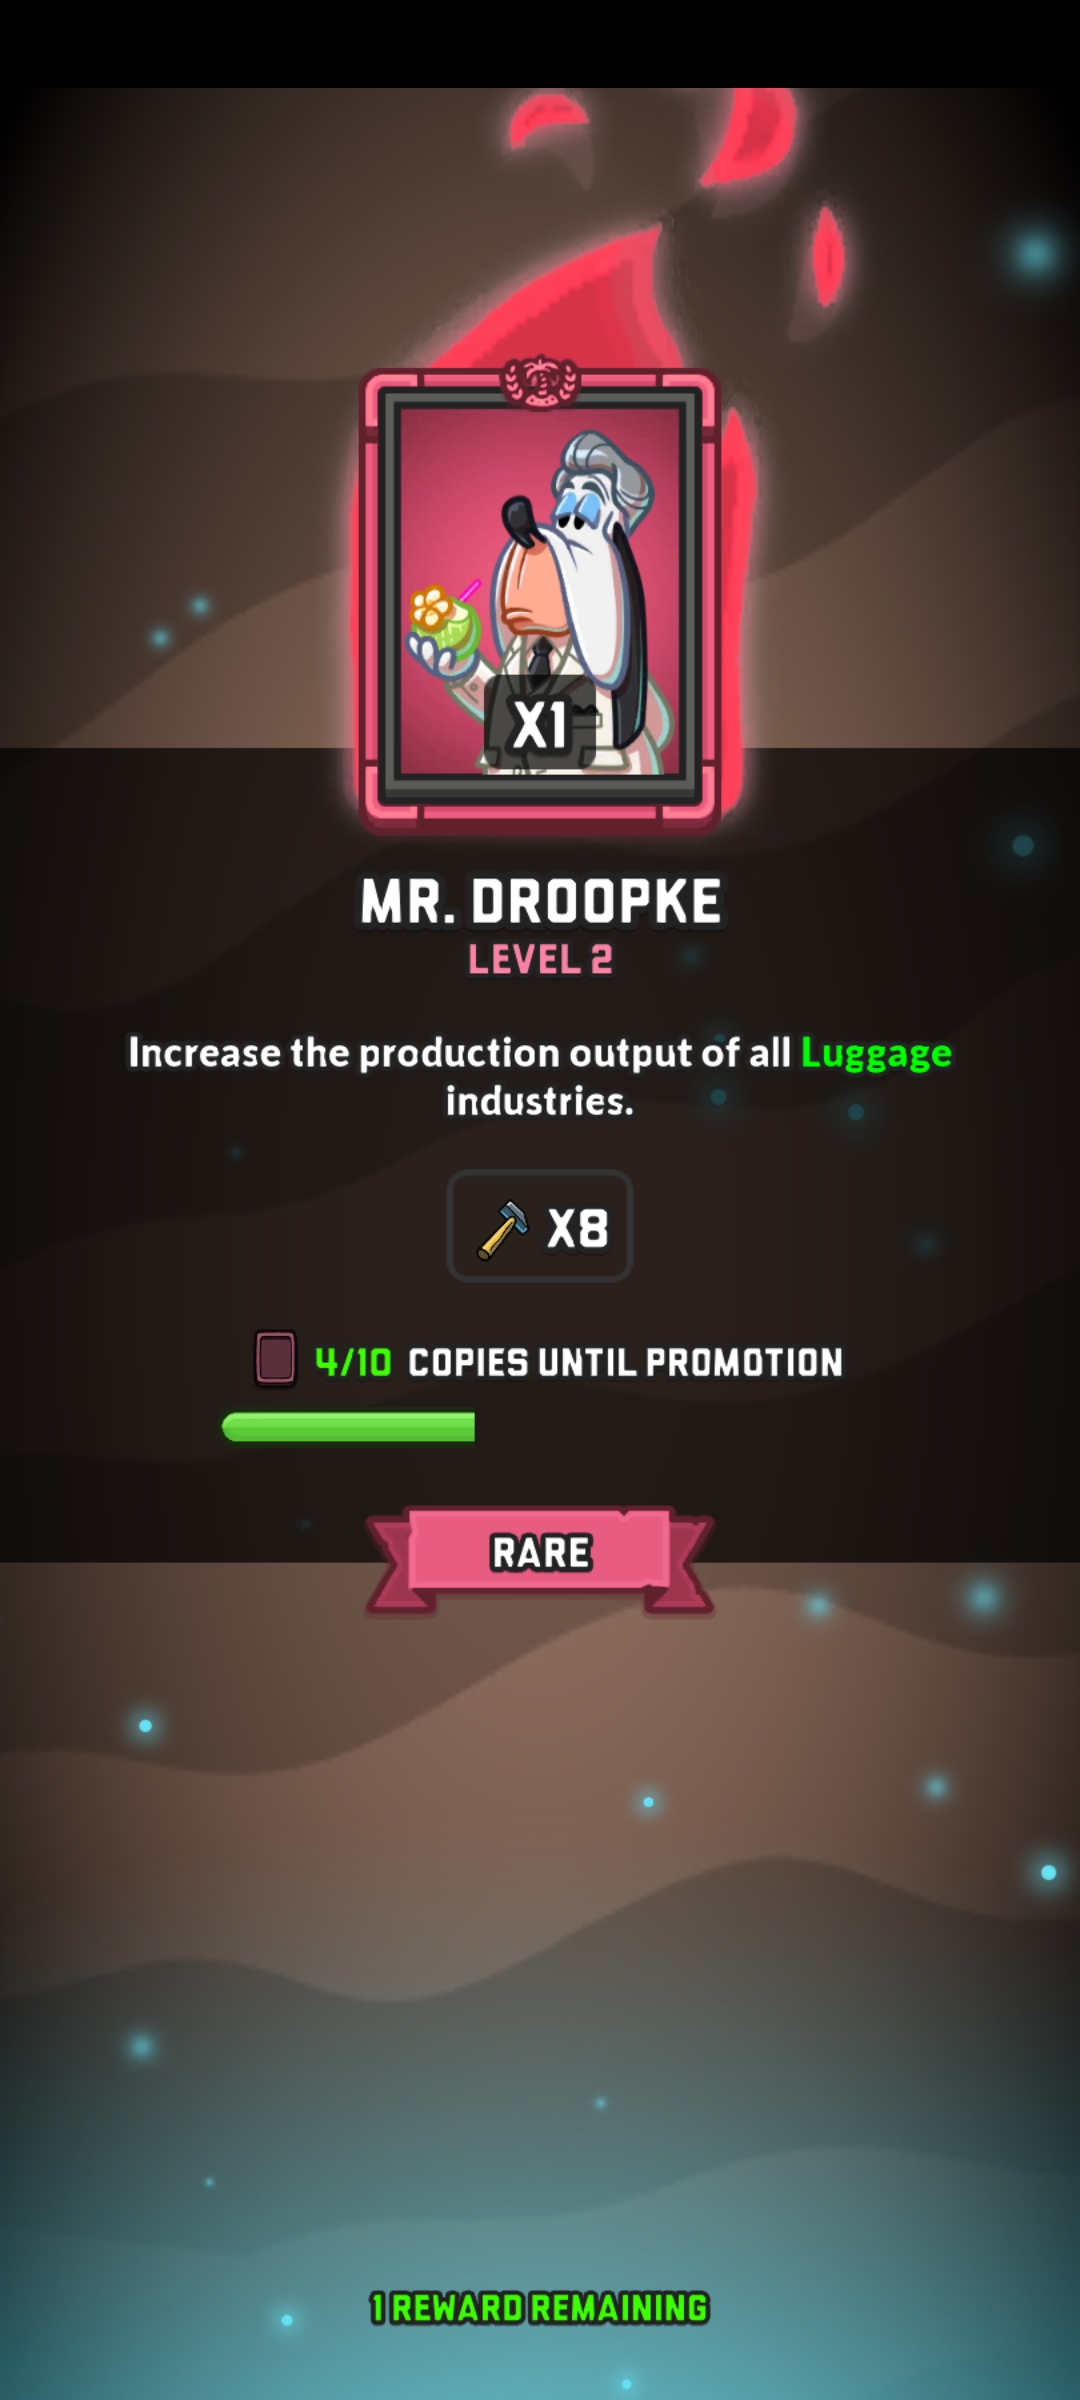 X1
MR. DROOPKE
LEVEL 2
Increase the production output of all Luggage
industries.
X8
4/10 COPIES UNTIL PROMOTION
RARE
1 REWARD REMAINING